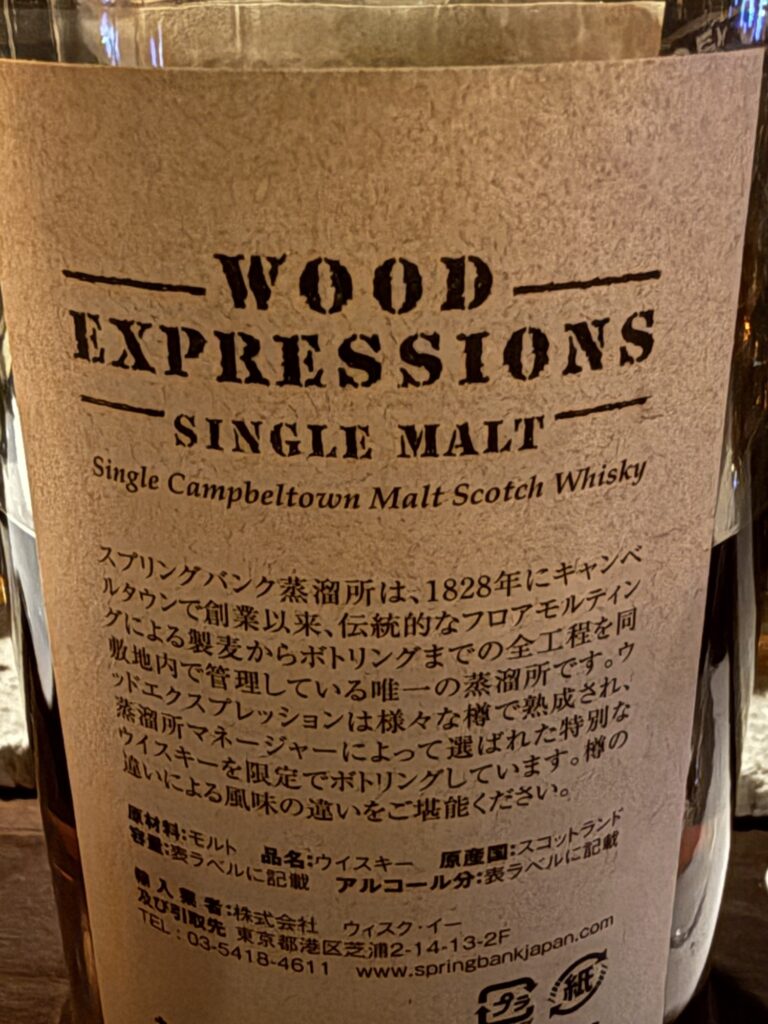 WOOD
EXPRESSIONS
SINGLE MALT
Single Campbeltown Malt Scotch Whisky
スプリングバンク蒸溜所は、1828年にキャンベ
ルタウンで創業以来、伝統的なフロアモルティン
グによる製麦からボトリングまでの全工程を同
敷地内で管理している唯一の蒸溜所です。ウ
ッドエクスプレッションは様々な樽で熟成され、
蒸溜所マネージャーによって選ばれた特別な
ウイスキーを限定でボトリングしています。樽の
違いによる風味の違いをご堪能ください。
原材料:モルト 品名:ウイスキー 原産国:スコットランド
容量:表ラベルに記載 アルコール分:表ラベルに記載
輸入業者:株式会社 ウィスク・イー
及び引取先 東京都港区芝浦2-14-13-2F
TEL : 03-5418-4611 www.springbankjapan.com
プラ 紙